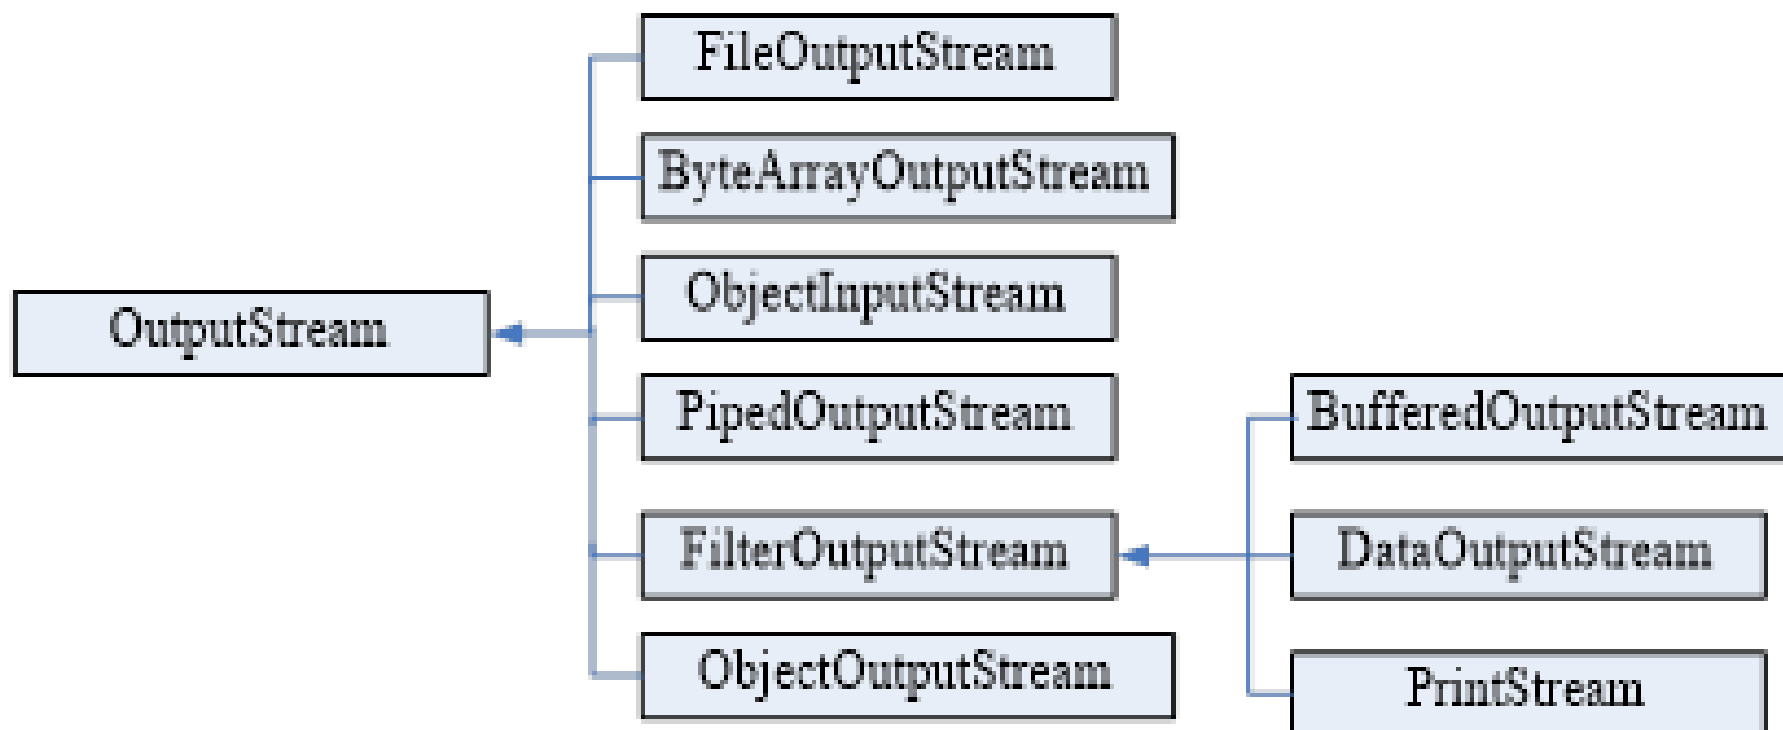 FileOutputStream
ByteArrayOutputStream
ObjectInputStream
OutputStream
PipedOutputStream
BufferedOutputStream
FilterOutputStream
DataOutputStream
ObjectOutputStream
PrintStream